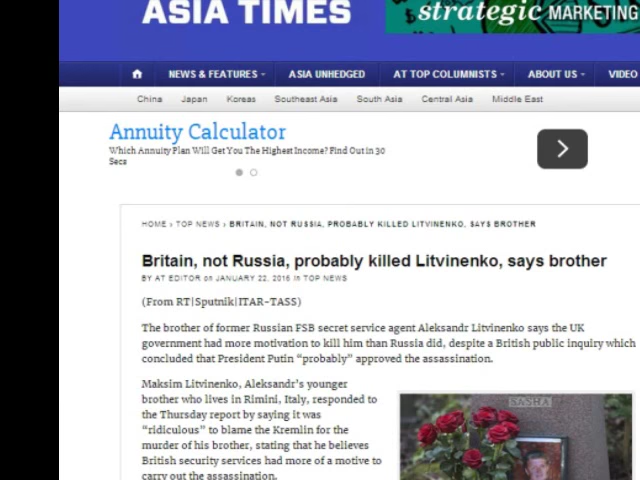 ASIA TIMES
strategic MARKETING
NEWS & FEATURES ASIA UNHEDGED AT TOP COLUMNISTS ABOUT US VIDEO
China Japan Koreas Southeast Asia South Asia Central Asia Middle East
Annuity Calculator
Which Annuity Plan Will Get You The Highest Income? Find Out in 30
Secs
HOME › TOP NEWS › BRITAIN, NOT RUSSIA, PROBABLY KILLED LITVINENKO, SAYS BROTHER
Britain, not Russia, probably killed Litvinenko, says brother
BY AT EDITOR on JANUARY 22, 2016 in TOP NEWS
(From RT|Sputnik|ITAR-TASS)
The brother of former Russian FSB secret service agent Aleksandr Litvinenko says the UK
government had more motivation to kill him than Russia did, despite a British public inquiry which
concluded that President Putin “probably” approved the assassination.
Maksim Litvinenko, Aleksandr’s younger
brother who lives in Rimini, Italy, responded to
the Thursday report by saying it was
“ridiculous” to blame the Kremlin for the
murder of his brother, stating that he believes
British security services had more of a motive to
carry out the assassination.
SASHA